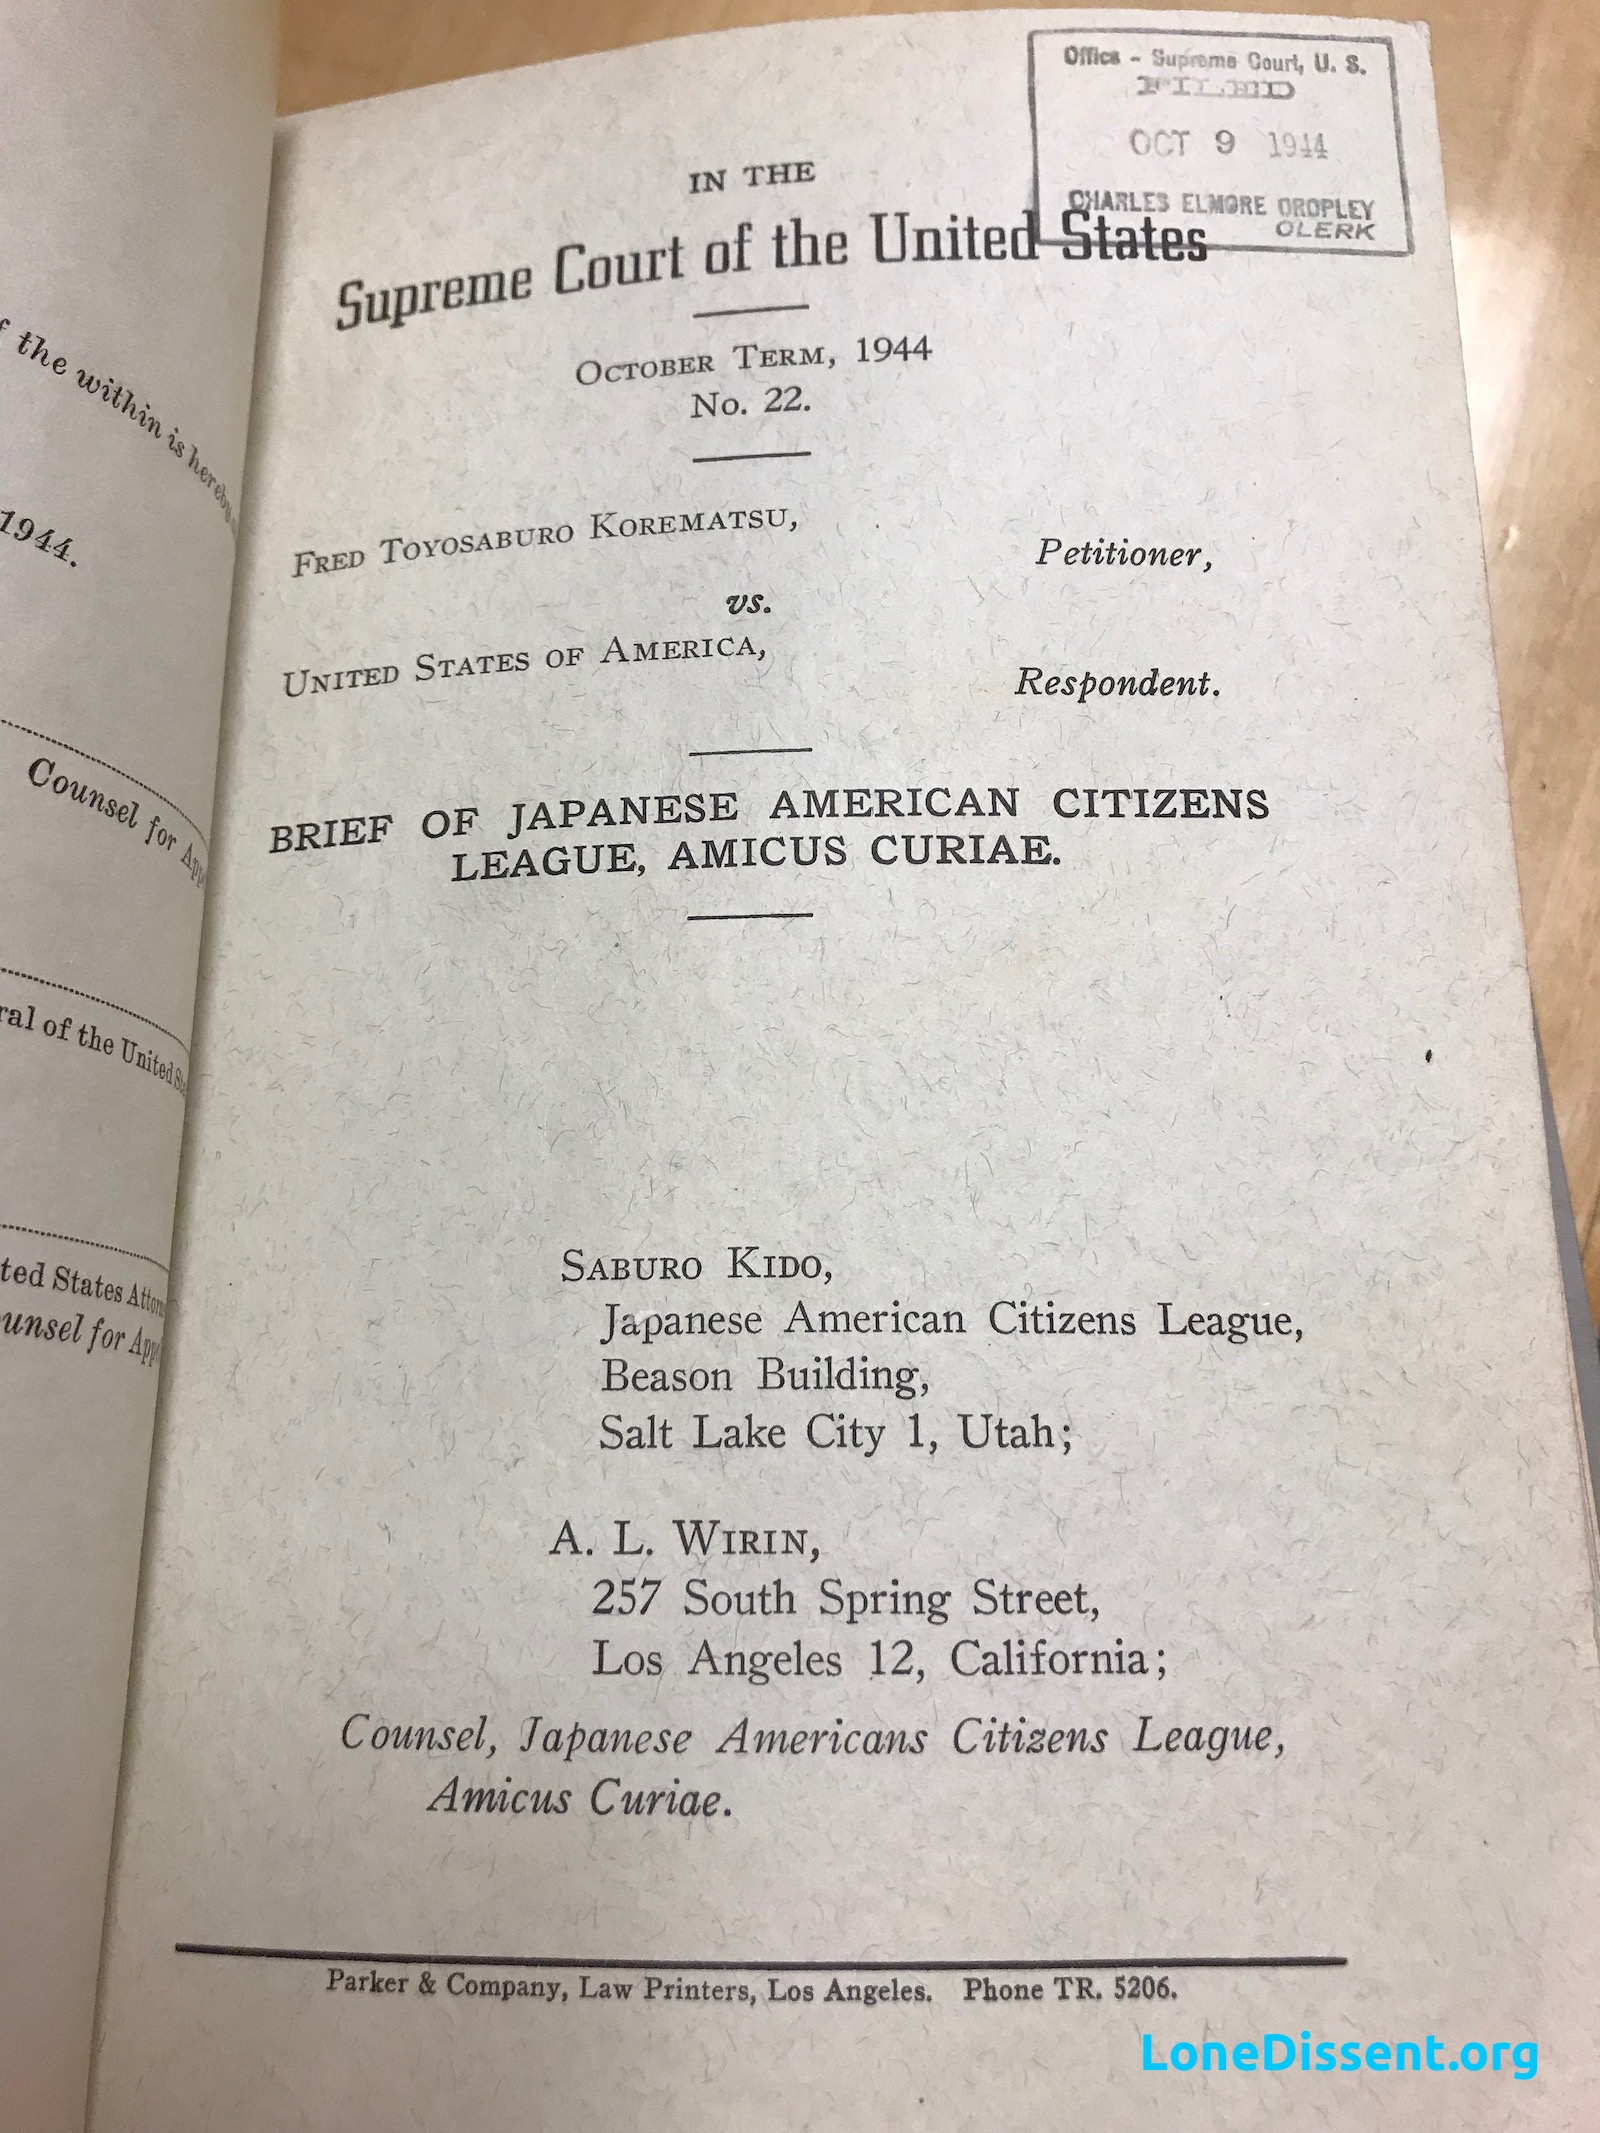 f the within is hereby
1944.
Counsel for App
ral of the United St
ted States Attorn
unsel for App
Office - Supreme Court, U. S.
FILED
OCT 9 1944
CHARLES ELMORE CROPLEY
CLERK
IN THE
Supreme Court of the United States
OCTOBER TERM, 1944
No. 22.
FRED TOYOSABURO KOREMATSU,
Petitioner,
vs.
UNITED STATES OF AMERICA,
Respondent.
BRIEF OF JAPANESE AMERICAN CITIZENS
LEAGUE, AMICUS CURIAE.
SABURO KIDO,
Japanese American Citizens League,
Beason Building,
Salt Lake City 1, Utah;
A. L. WIRIN,
257 South Spring Street,
Los Angeles 12, California;
Counsel, Japanese Americans Citizens League,
Amicus Curiae.
Parker & Company, Law Printers, Los Angeles. Phone TR. 5206.
LoneDissent.org